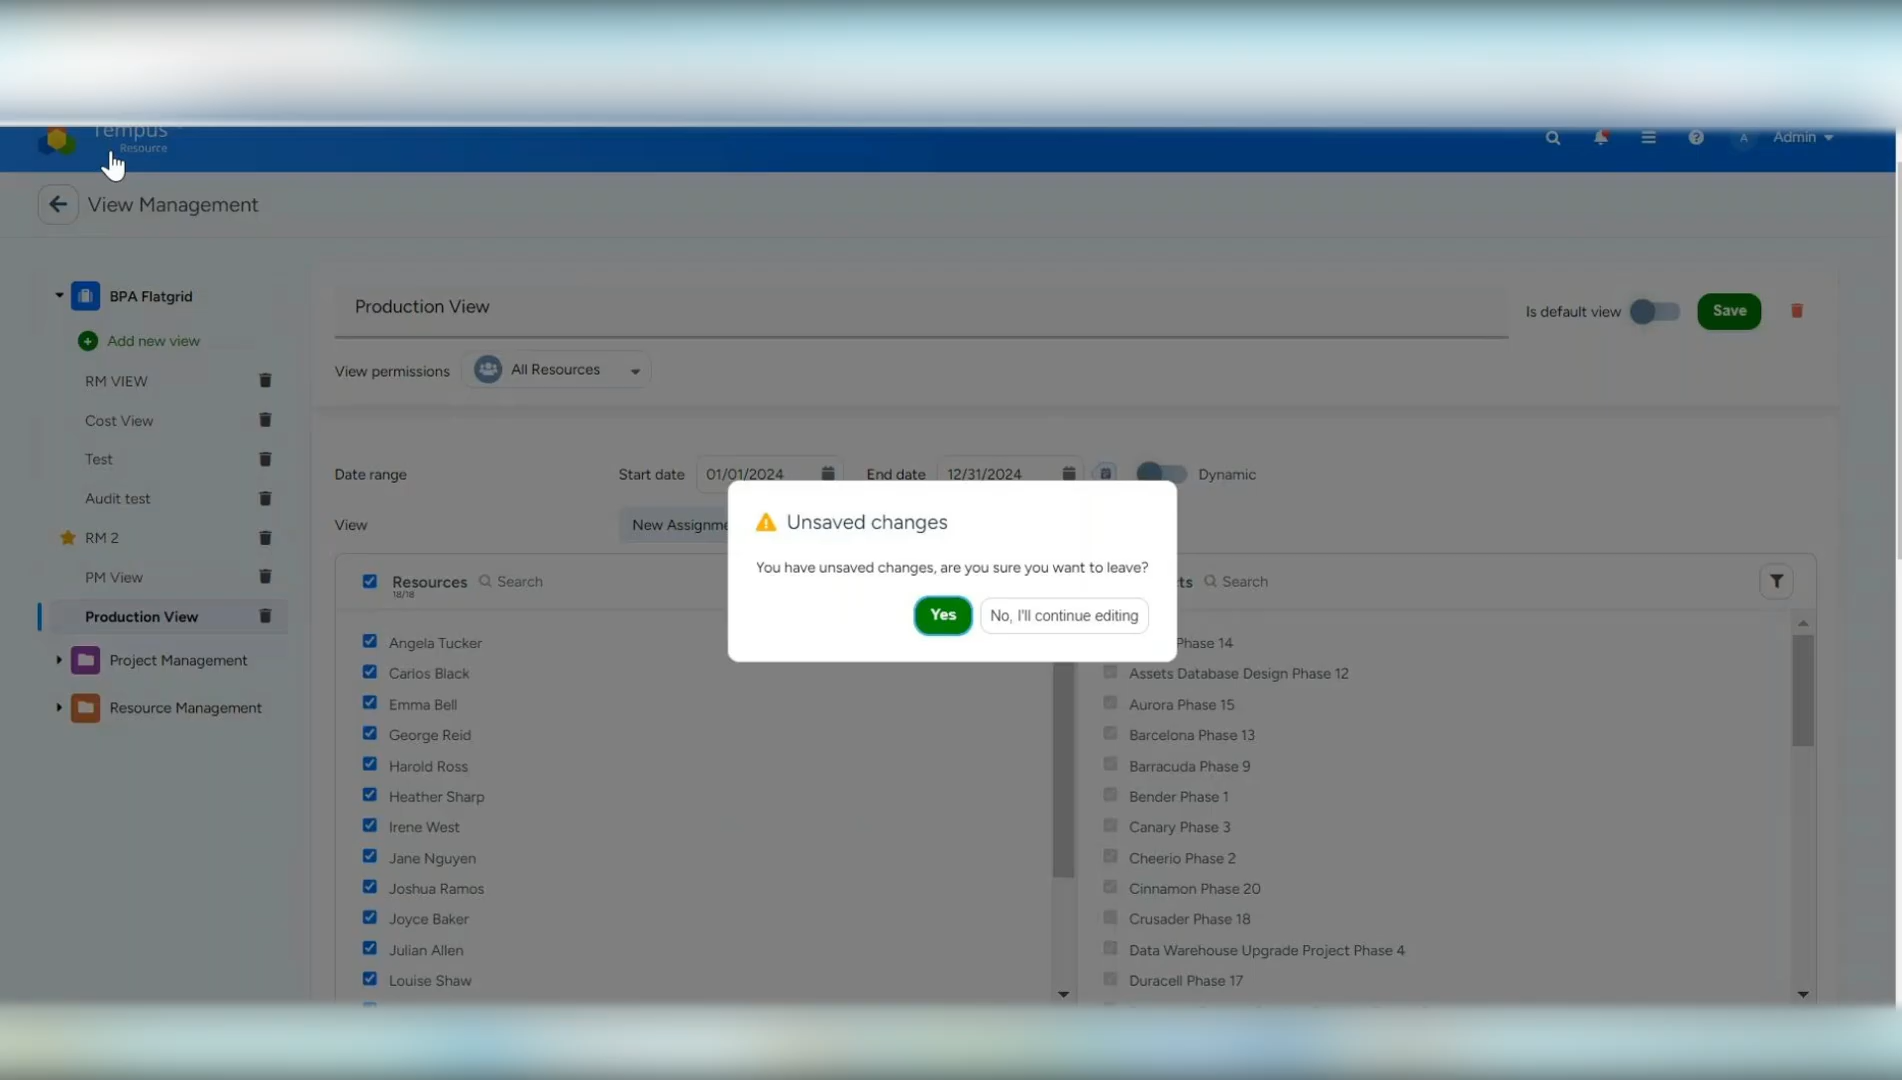 Tempus
Resource
A Admin
View Management
BPA Flatgrid
Add new view
RM VIEW
Cost View
Test
Audit test
RM 2
PM View
Production View
Project Management
Resource Management
Production View
Is default view
Save
View permissions All Resources
Date range Start date 01/01/2024 End date 12/31/2024 Dynamic
View New Assignme
Unsaved changes
You have unsaved changes, are you sure you want to leave?
Yes No, I'll continue editing
Resources Search
18/18
Angela Tucker
Carlos Black
Emma Bell
George Reid
Harold Ross
Heather Sharp
Irene West
Jane Nguyen
Joshua Ramos
Joyce Baker
Julian Allen
Louise Shaw
ts Search
Phase 14
Assets Database Design Phase 12
Aurora Phase 15
Barcelona Phase 13
Barracuda Phase 9
Bender Phase 1
Canary Phase 3
Cheerio Phase 2
Cinnamon Phase 20
Crusader Phase 18
Data Warehouse Upgrade Project Phase 4
Duracell Phase 17